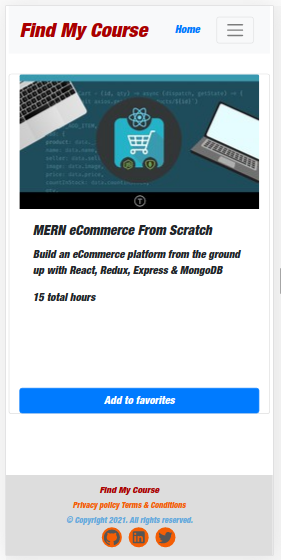 Find My Course
Home
MERN eCommerce From Scratch
Build an eCommerce platform from the ground
up with React, Redux, Express & MongoDB
15 total hours
Add to favorites
Find My Course
Privacy policy Terms & Conditions
© Copyright 2021. All rights reserved.